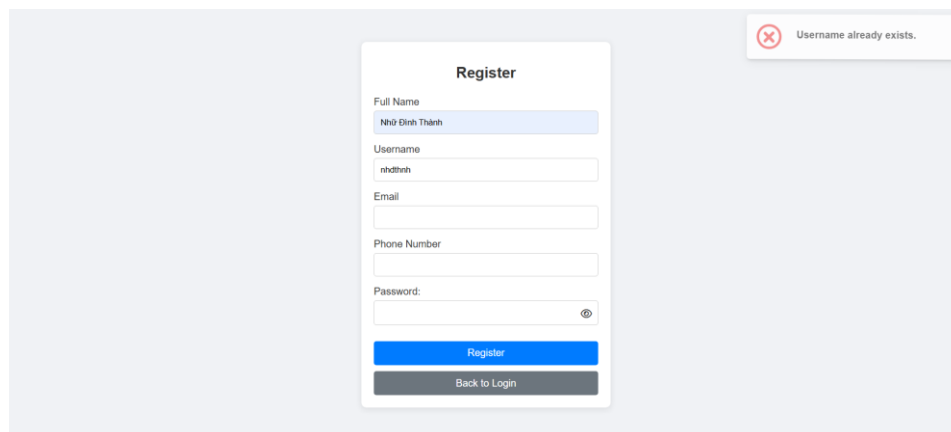 Username already exists.
Register
Full Name
Nhữ Đình Thành
Username
nhdthnh
Email
Phone Number
Password:
Register
Back to Login